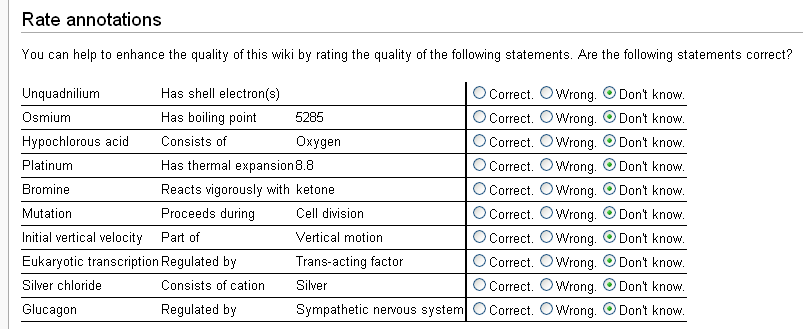 Rate annotations
You can help to enhance the quality of this wiki by rating the quality of the following statements. Are the following statements correct?
Unquadnilium Has shell electron(s) Correct. Wrong. Don't know.
Osmium Has boiling point 5285 Correct. Wrong. Don't know.
Hypochlorous acid Consists of Oxygen Correct. Wrong. Don't know.
Platinum Has thermal expansion 8.8 Correct. Wrong. Don't know.
Bromine Reacts vigorously with ketone Correct. Wrong. Don't know.
Mutation Proceeds during Cell division Correct. Wrong. Don't know.
Initial vertical velocity Part of Vertical motion Correct. Wrong. Don't know.
Eukaryotic transcription Regulated by Trans-acting factor Correct. Wrong. Don't know.
Silver chloride Consists of cation Silver Correct. Wrong. Don't know.
Glucagon Regulated by Sympathetic nervous system Correct. Wrong. Don't know.